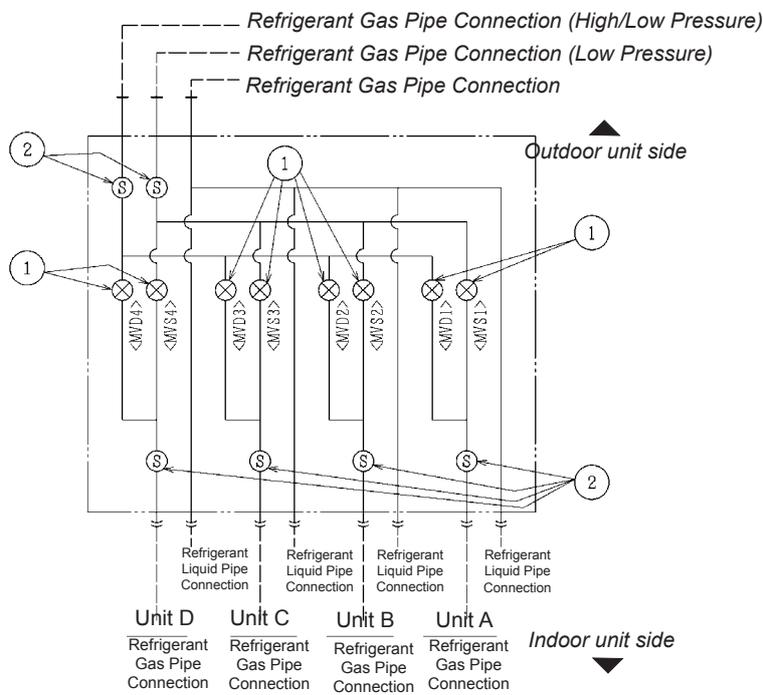 Refrigerant Gas Pipe Connection (High/Low Pressure)
Refrigerant Gas Pipe Connection (Low Pressure)
Refrigerant Gas Pipe Connection
Outdoor unit side
2
1
S
S
1
1
<MVD4>
<MVS4>
<MVD3>
<MVS3>
<MVD2>
<MVS2>
<MVD1>
<MVS1>
S
S
S
S
2
Refrigerant
Liquid Pipe
Connection
Refrigerant
Liquid Pipe
Connection
Refrigerant
Liquid Pipe
Connection
Refrigerant
Liquid Pipe
Connection
Unit D
Refrigerant
Gas Pipe
Connection
Unit C
Refrigerant
Gas Pipe
Connection
Unit B
Refrigerant
Gas Pipe
Connection
Unit A
Refrigerant
Gas Pipe
Connection
Indoor unit side